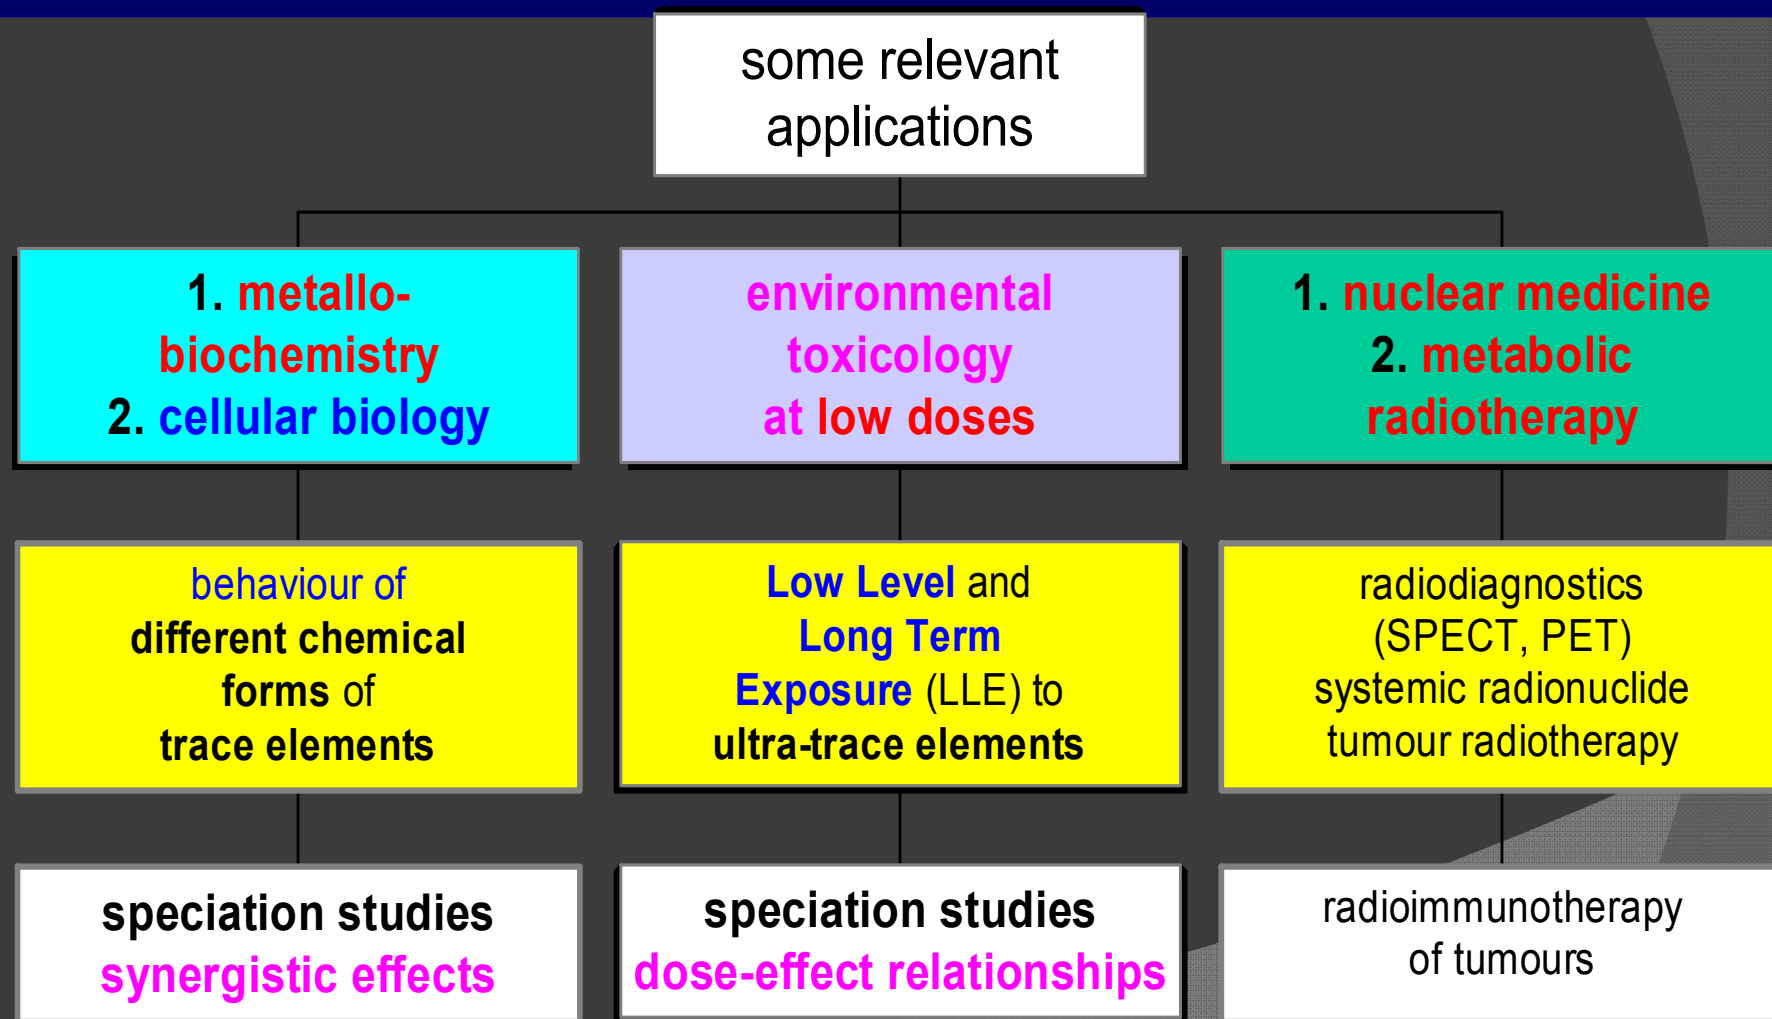 some relevant
applications
1. metallo-
biochemistry
2. cellular biology
environmental
toxicology
at low doses
1. nuclear medicine
2. metabolic
radiotherapy
behaviour of
different chemical
forms of
trace elements
Low Level and
Long Term
Exposure (LLE) to
ultra-trace elements
radiodiagnostics
(SPECT, PET)
systemic radionuclide
tumour radiotherapy
speciation studies
synergistic effects
speciation studies
dose-effect relationships
radioimmunotherapy
of tumours